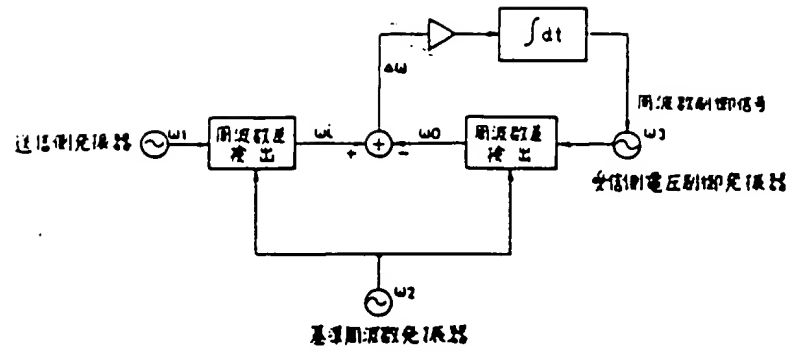 ∫dt
Δω
周波数制御信号
送信側発振器
ω1
周波数差
検出
ωi
+
+
-
ωo
周波数差
検出
ω3
受信側電圧制御発振器
ω2
基準周波数発振器